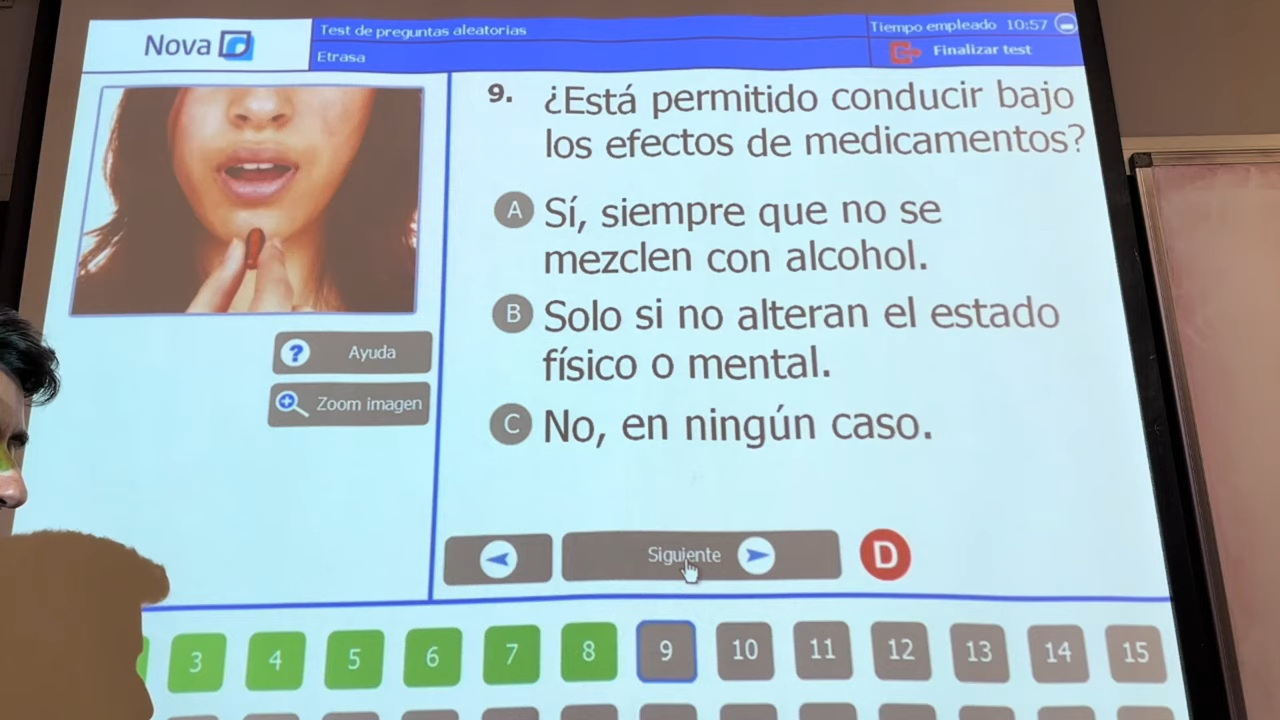 Nova
Test de preguntas aleatorias
Etrasa
Tiempo empleado 10:57
Finalizar test
9. ¿Está permitido conducir bajo
los efectos de medicamentos?
A Sí, siempre que no se
mezclen con alcohol.
B Solo si no alteran el estado
físico o mental.
C No, en ningún caso.
? Ayuda
Zoom imagen
Siguiente
D
3 4 5 6 7 8 9 10 11 12 13 14 15